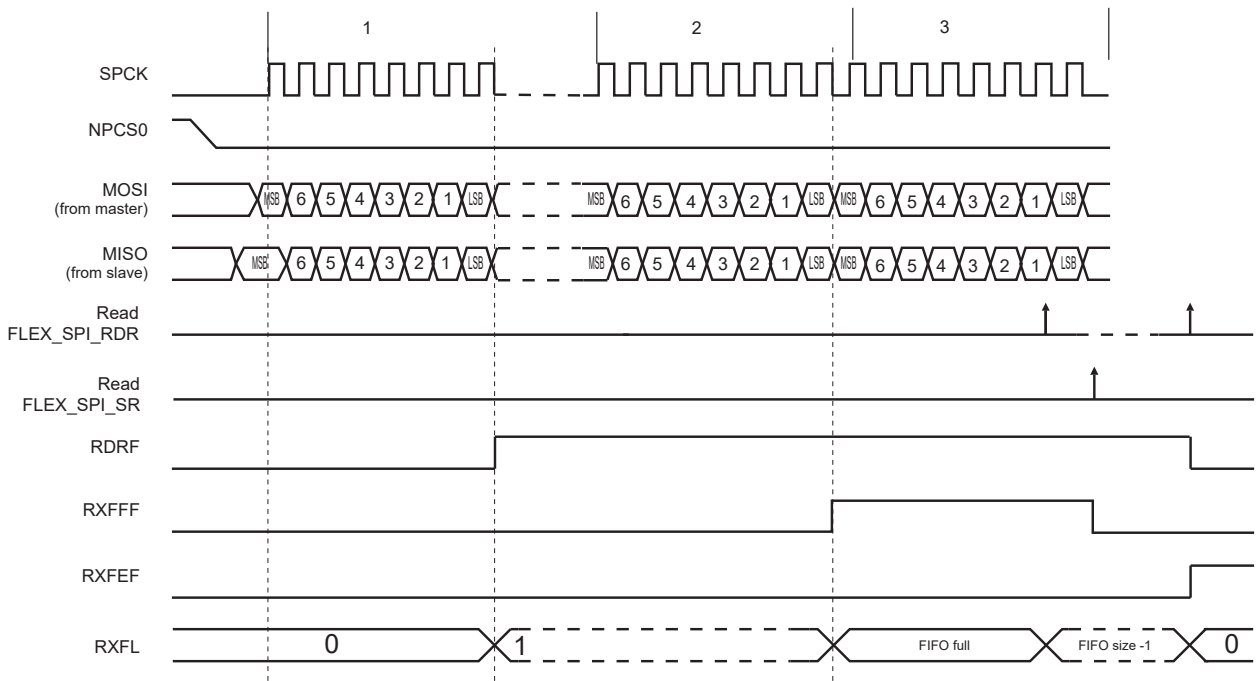 1 2 3
SPCK
NPCS0
MOSI
(from master)
MSB 6 5 4 3 2 1 LSB MSB 6 5 4 3 2 1 LSB MSB 6 5 4 3 2 1 LSB
MISO
(from slave)
MSB 6 5 4 3 2 1 LSB MSB 6 5 4 3 2 1 LSB MSB 6 5 4 3 2 1 LSB
Read
FLEX_SPI_RDR
Read
FLEX_SPI_SR
RDRF
RXFFF
RXFEF
RXFL 0 1 FIFO full FIFO size -1 0